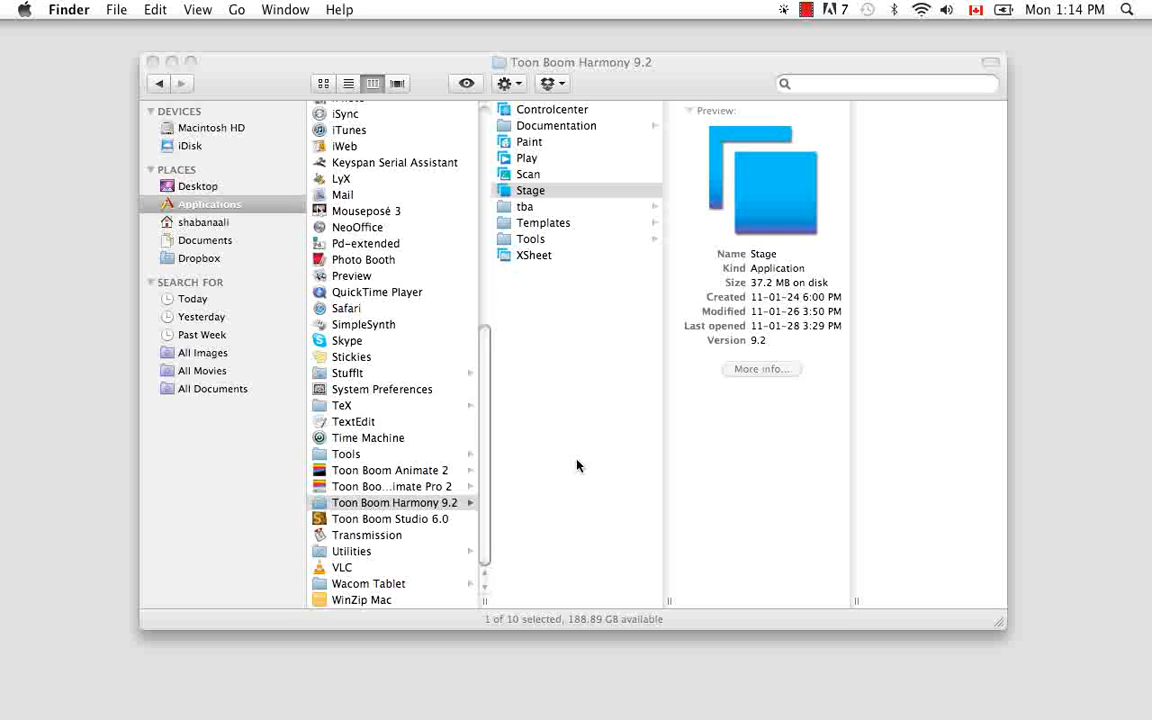 Finder File Edit View Go Window Help 7 Mon 1:14 PM
Toon Boom Harmony 9.2
DEVICES
Macintosh HD
iDisk
PLACES
Desktop
Applications
shabanaali
Documents
Dropbox
SEARCH FOR
Today
Yesterday
Past Week
All Images
All Movies
All Documents
iSync
iTunes
iWeb
Keyspan Serial Assistant
LyX
Mail
Mouseposé 3
NeoOffice
Pd-extended
Photo Booth
Preview
QuickTime Player
Safari
SimpleSynth
Skype
Stickies
StuffIt
System Preferences
TeX
TextEdit
Time Machine
Tools
Toon Boom Animate 2
Toon Boo...imate Pro 2
Toon Boom Harmony 9.2
Toon Boom Studio 6.0
Transmission
Utilities
VLC
Wacom Tablet
WinZip Mac
Controlcenter
Documentation
Paint
Play
Scan
Stage
tba
Templates
Tools
XSheet
Preview:
Name Stage
Kind Application
Size 37.2 MB on disk
Created 11-01-24 6:00 PM
Modified 11-01-26 3:50 PM
Last opened 11-01-28 3:29 PM
Version 9.2
More info...
1 of 10 selected, 188.89 GB available